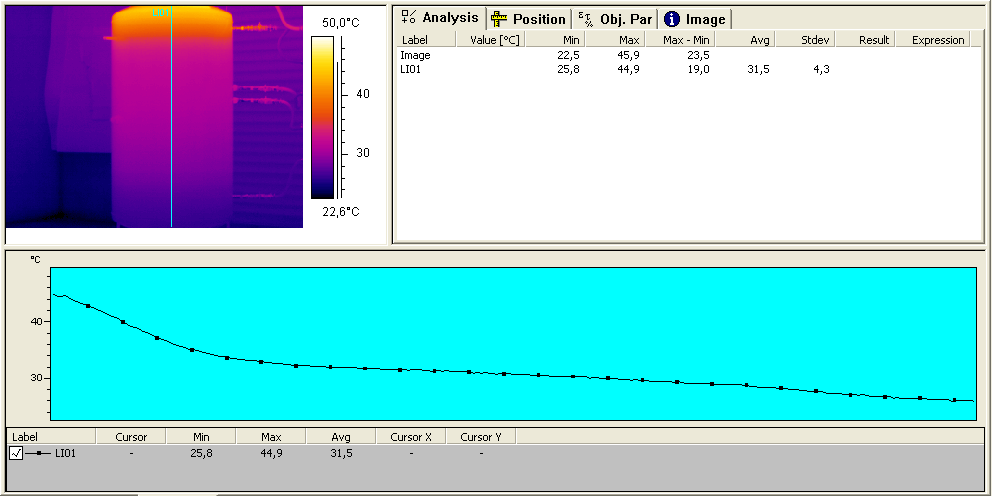 50,0°C
40
30
22,6°C
Analysis Position Obj. Par Image
Label Value [°C] Min Max Max - Min Avg Stdev Result Expression
Image 22,5 45,9 23,5
LI01 25,8 44,9 19,0 31,5 4,3
°C
40
30
Label Cursor Min Max Avg Cursor X Cursor Y
LI01 - 25,8 44,9 31,5 - -